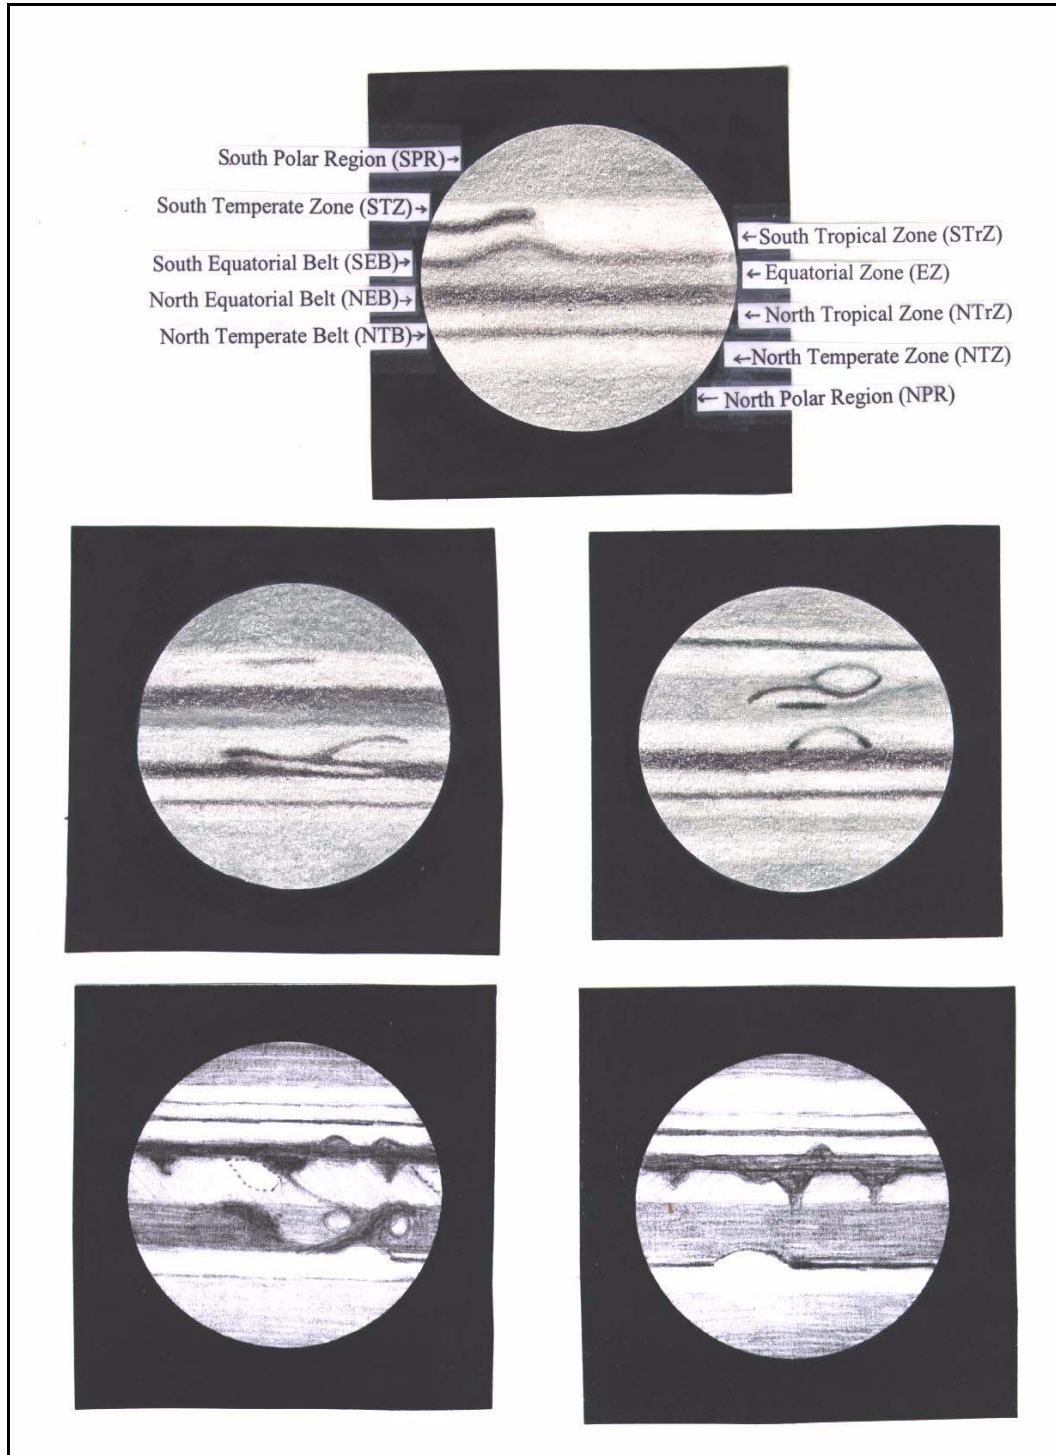 South Polar Region (SPR)→
South Temperate Zone (STZ)→
←South Tropical Zone (STrZ)
South Equatorial Belt (SEB)→
←Equatorial Zone (EZ)
North Equatorial Belt (NEB)→
←North Tropical Zone (NTrZ)
North Temperate Belt (NTB)→
←North Temperate Zone (NTZ)
←North Polar Region (NPR)